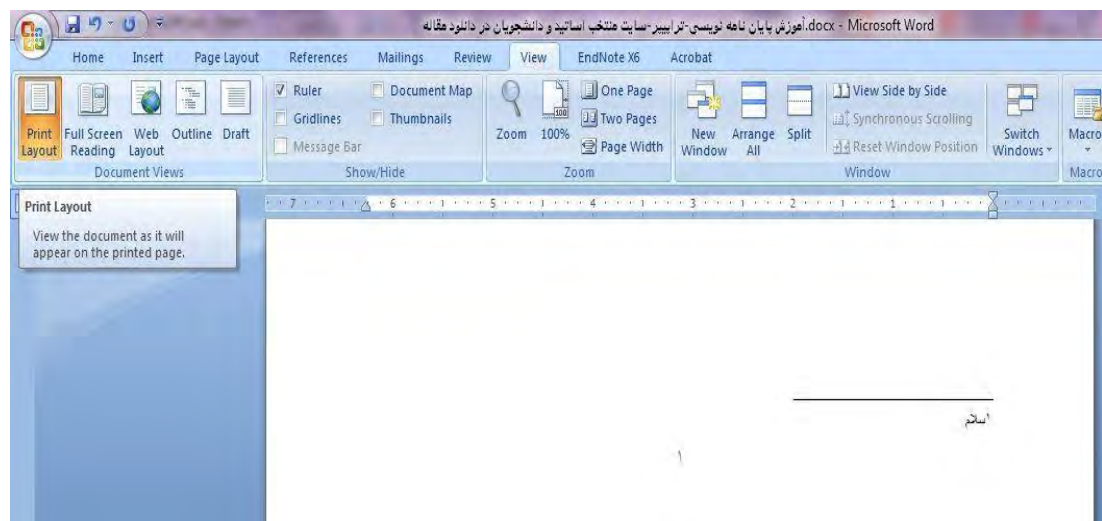 آموزش پایان نامه نویسی-ترایپیر-سایت منتخب اساتید و دانشجویان در دانلود مقاله.docx - Microsoft Word
Home Insert Page Layout References Mailings Review View EndNote X6 Acrobat
Print Layout
Full Screen Reading
Web Layout
Outline
Draft
Document Views
Ruler
Gridlines
Message Bar
Document Map
Thumbnails
Show/Hide
Zoom
100%
One Page
Two Pages
Page Width
Zoom
New Window
Arrange All
Split
View Side by Side
Synchronous Scrolling
Reset Window Position
Switch Windows
Window
Macro
Macro
Print Layout
View the document as it will
appear on the printed page.
7 6 5 4 3 2 1
۱سلام
۱